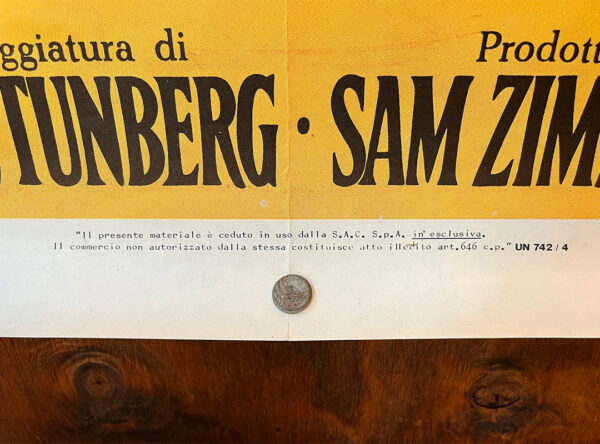 ggiatura di
Prodott
TUNBERG · SAM ZIM
"Il presente materiale è ceduto in uso dalla S.A.C. S.p.A. in esclusiva.
Il commercio non autorizzato dalla stessa costituisce atto illecito art.646 c.p." UN 742/4